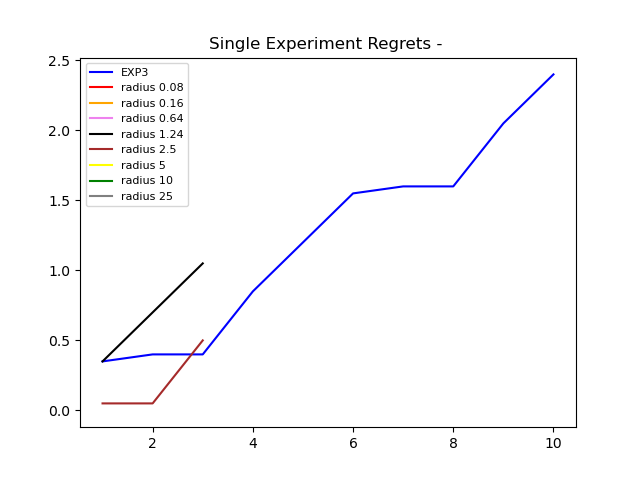 Single Experiment Regrets -
2.5
2.0
1.5
1.0
0.5
0.0
EXP3
radius 0.08
radius 0.16
radius 0.64
radius 1.24
radius 2.5
radius 5
radius 10
radius 25
2 4 6 8 10